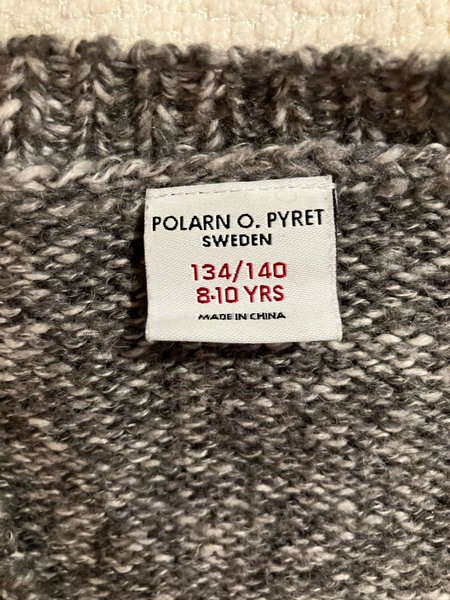 POLARN O. PYRET
SWEDEN
134/140
8-10 YRS
MADE IN CHINA